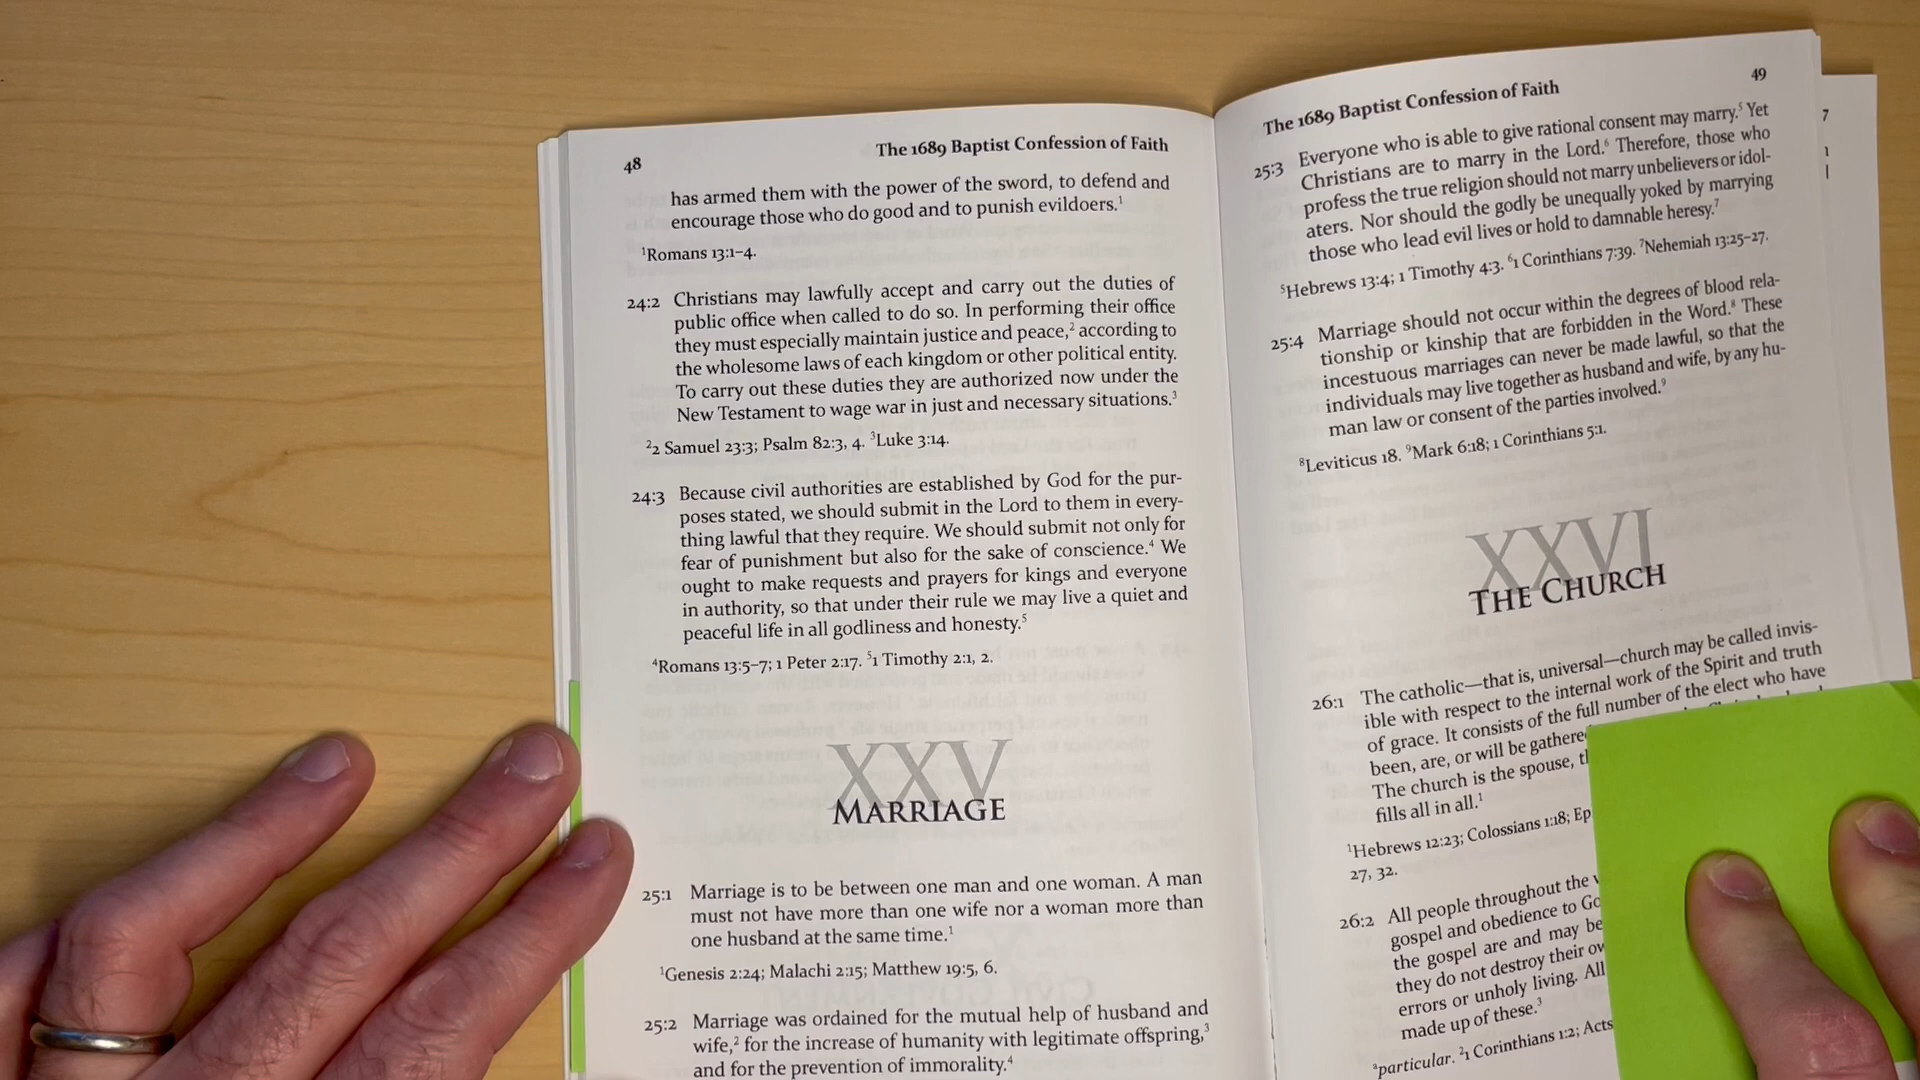 48
The 1689 Baptist Confession of Faith
has armed them with the power of the sword, to defend and
encourage those who do good and to punish evildoers.¹
¹Romans 13:1–4.
24:2 Christians may lawfully accept and carry out the duties of
public office when called to do so. In performing their office
they must especially maintain justice and peace,² according to
the wholesome laws of each kingdom or other political entity.
To carry out these duties they are authorized now under the
New Testament to wage war in just and necessary situations.³
²2 Samuel 23:3; Psalm 82:3, 4. ³Luke 3:14.
24:3 Because civil authorities are established by God for the pur-
poses stated, we should submit in the Lord to them in every-
thing lawful that they require. We should submit not only for
fear of punishment but also for the sake of conscience.⁴ We
ought to make requests and prayers for kings and everyone
in authority, so that under their rule we may live a quiet and
peaceful life in all godliness and honesty.⁵
⁴Romans 13:5–7; 1 Peter 2:17. ⁵1 Timothy 2:1, 2.
XXV
MARRIAGE
25:1 Marriage is to be between one man and one woman. A man
must not have more than one wife nor a woman more than
one husband at the same time.¹
¹Genesis 2:24; Malachi 2:15; Matthew 19:5, 6.
25:2 Marriage was ordained for the mutual help of husband and
wife,² for the increase of humanity with legitimate offspring,³
and for the prevention of immorality.⁴
The 1689 Baptist Confession of Faith
49
25:3 Everyone who is able to give rational consent may marry.⁵ Yet
Christians are to marry in the Lord.⁶ Therefore, those who
profess the true religion should not marry unbelievers or idol-
aters. Nor should the godly be unequally yoked by marrying
those who lead evil lives or hold to damnable heresy.⁷
⁵Hebrews 13:4; 1 Timothy 4:3. ⁶1 Corinthians 7:39. ⁷Nehemiah 13:25–27.
25:4 Marriage should not occur within the degrees of blood rela-
tionship or kinship that are forbidden in the Word.⁸ These
incestuous marriages can never be made lawful, so that the
individuals may live together as husband and wife, by any hu-
man law or consent of the parties involved.⁹
⁸Leviticus 18. ⁹Mark 6:18; 1 Corinthians 5:1.
XXVI
THE CHURCH
26:1 The catholic—that is, universal—church may be called invis-
ible with respect to the internal work of the Spirit and truth
of grace. It consists of the full number of the elect who have
been, are, or will be
The church is the spouse,
fills all in all.¹
¹Hebrews 12:23; Colossians 1:18;
27, 32.
26:2 All people throughout the
gospel and obedience to
the gospel are and may be
they do not destroy their
errors or unholy living. All
made up of these.³
ᵃparticular. ²1 Corinthians 1:2; Acts
7